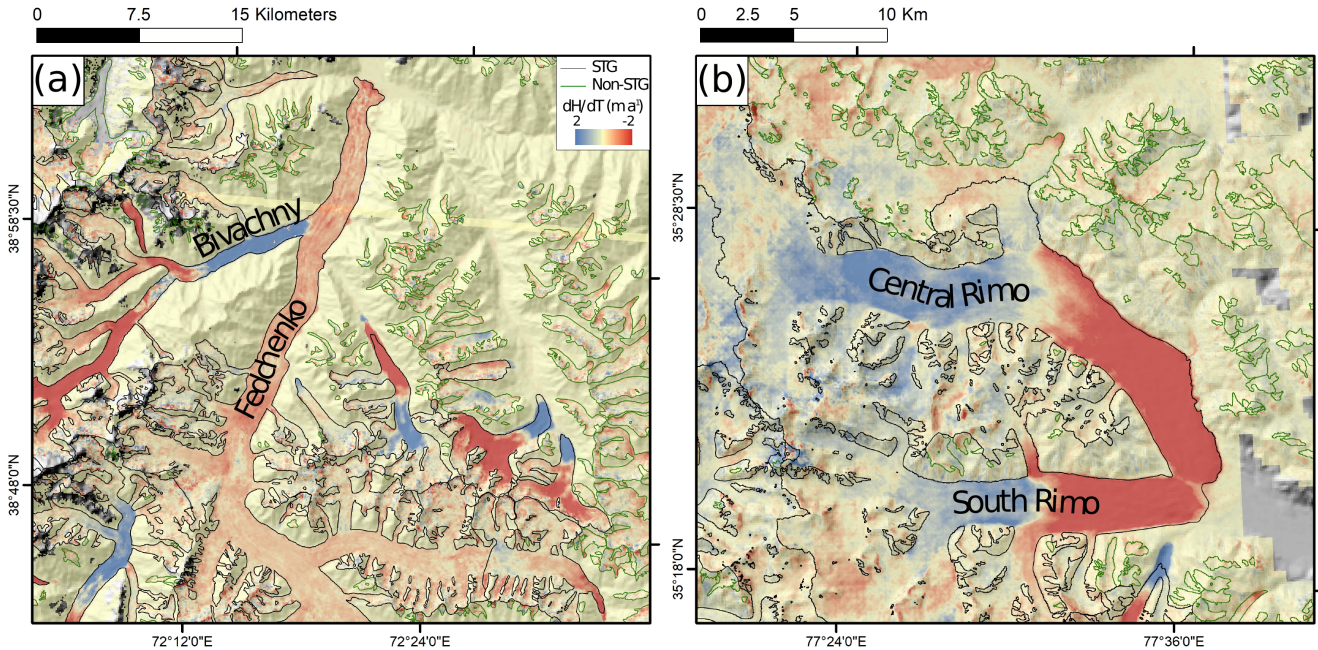 0 7.5 15 Kilometers
(a)
STG
Non-STG
dH/dT (m a¹)
2 -2
Bivachny
Fedchenko
38°58'30"N
38°48'0"N
72°12'0"E 72°24'0"E
0 2.5 5 10 Km
(b)
Central Rimo
South Rimo
35°28'30"N
35°18'0"N
77°24'0"E 77°36'0"E